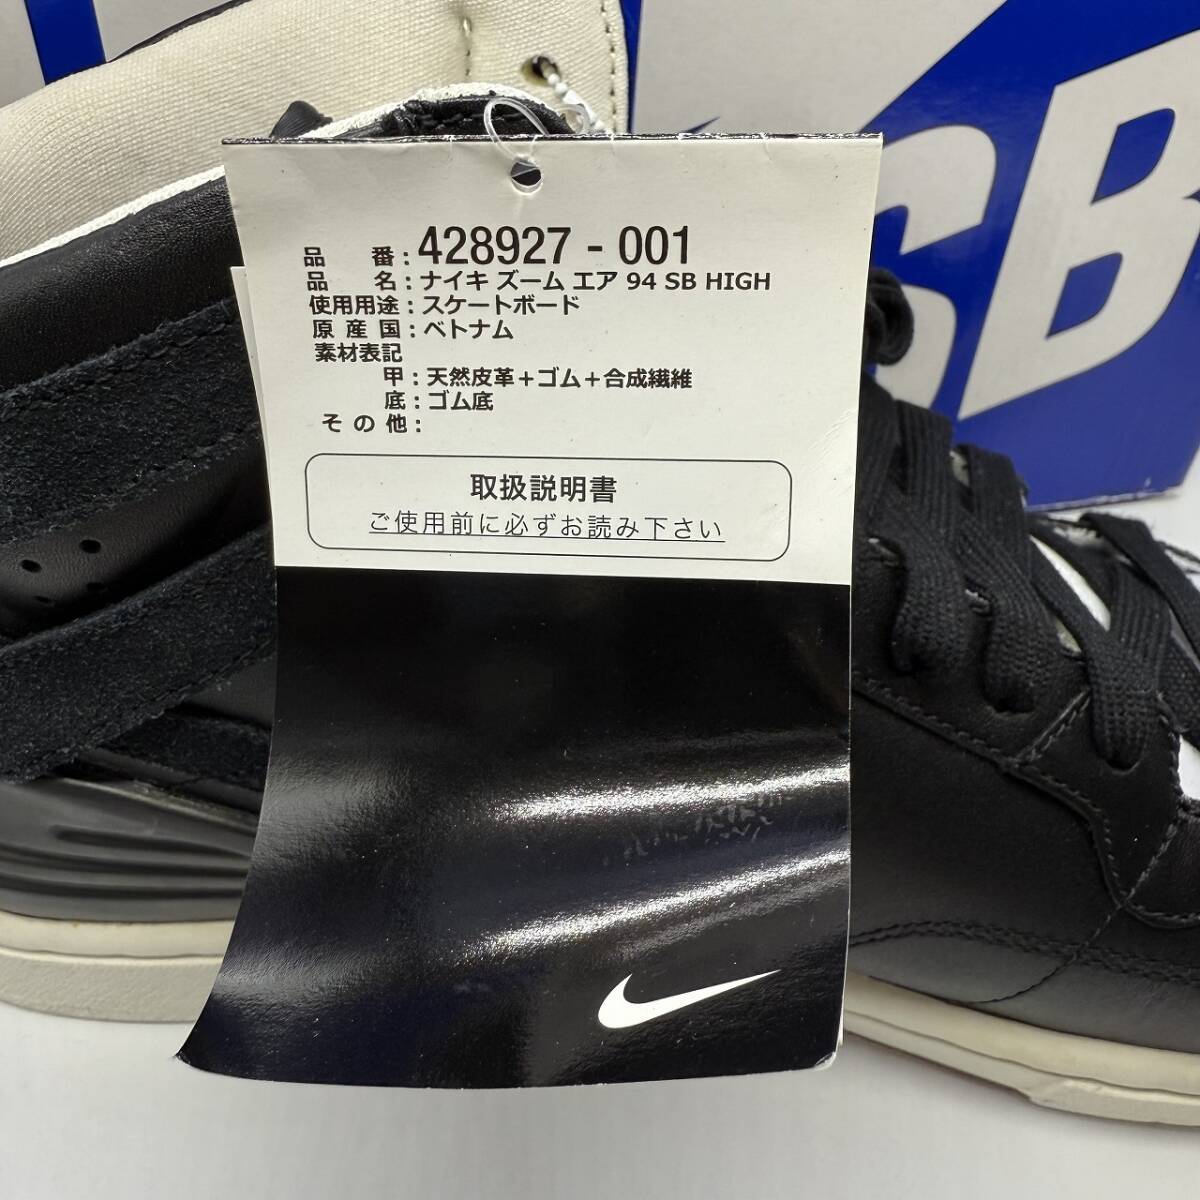 SB
品番：428927-001
品名：ナイキ ズーム エア 94 SB HIGH
使用用途：スケートボード
原産国：ベトナム
素材表記
甲：天然皮革＋ゴム＋合成繊維
底：ゴム底
その他：
取扱説明書
ご使用前に必ずお読み下さい